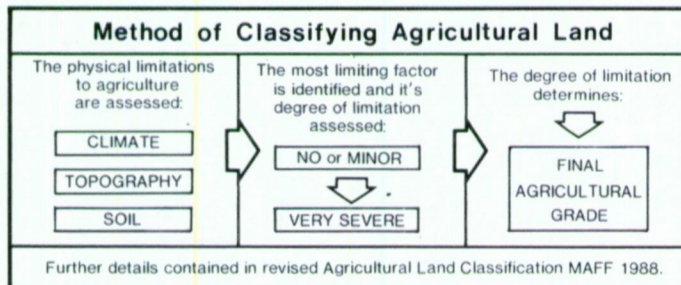 Method of Classifying Agricultural Land
The physical limitations
to agriculture
are assessed:
CLIMATE
TOPOGRAPHY
SOIL
The most limiting factor
is identified and it's
degree of limitation
assessed:
NO or MINOR
VERY SEVERE
The degree of limitation
determines:
FINAL
AGRICULTURAL
GRADE
Further details contained in revised Agricultural Land Classification MAFF 1988.